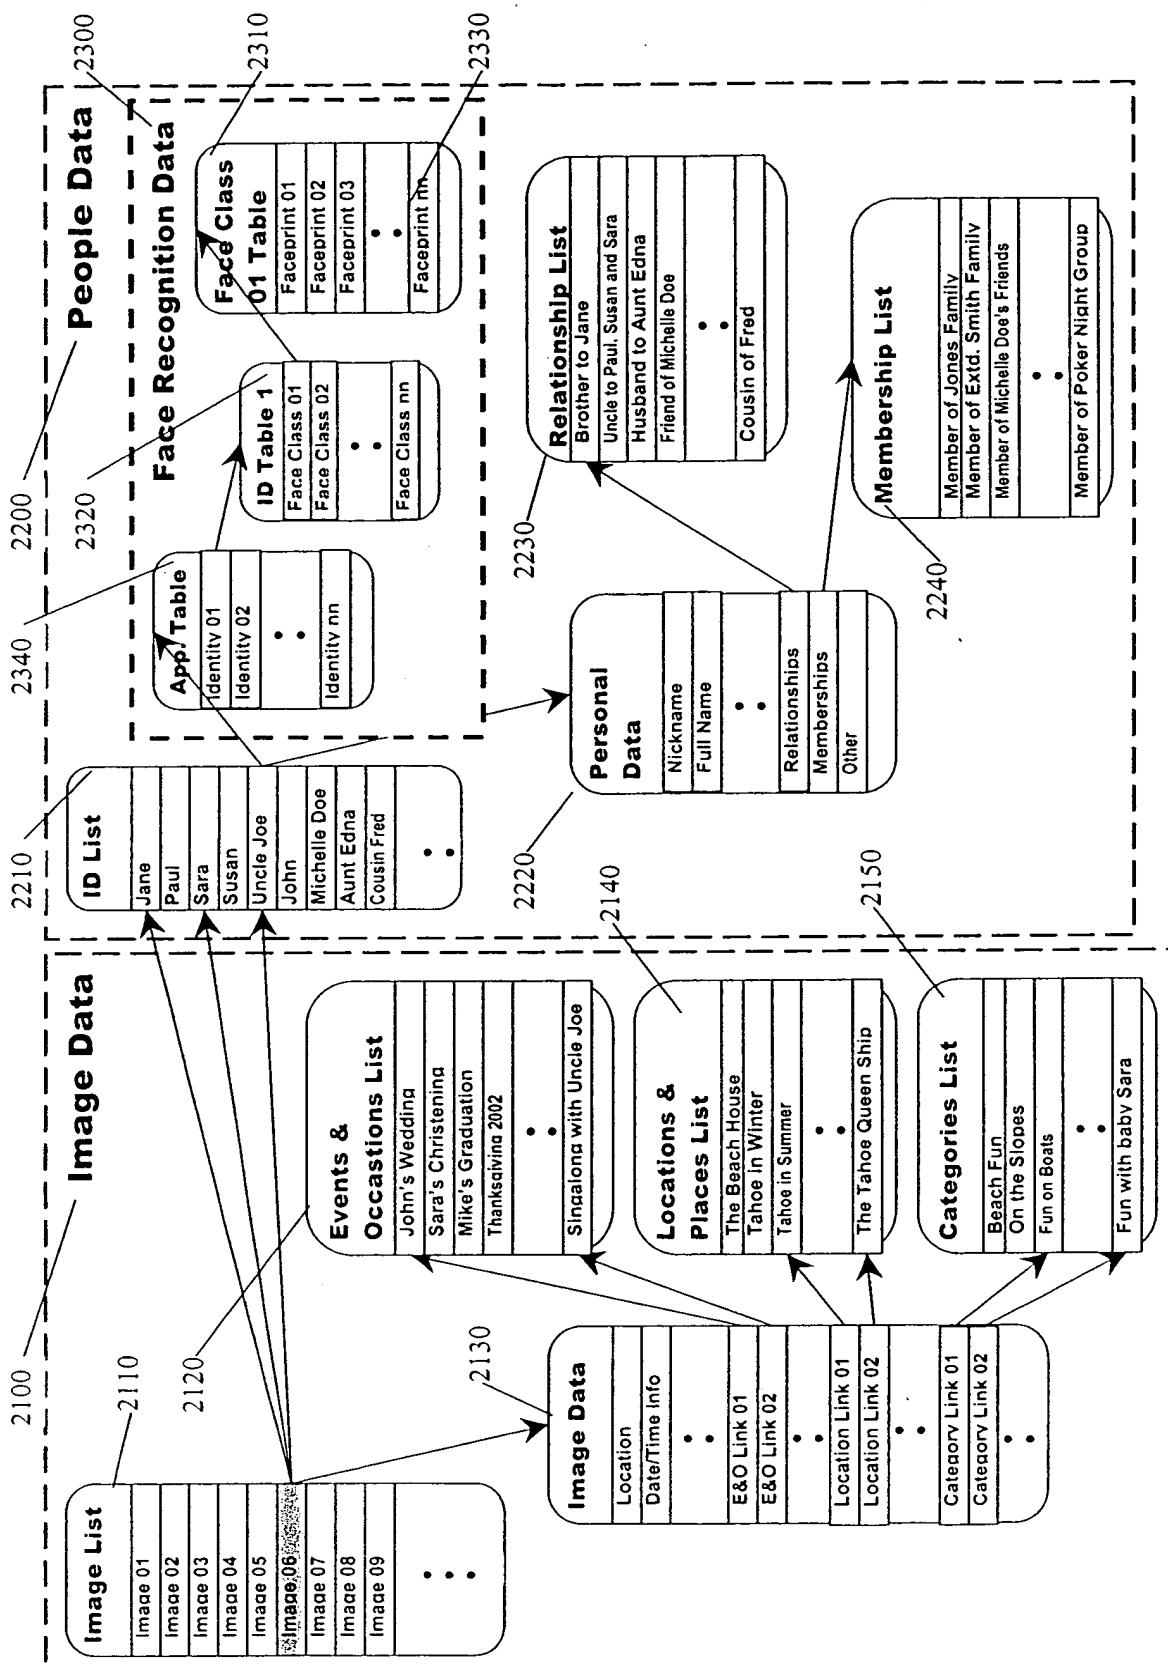 2100
Image Data
2110
Image List
Image 01
Image 02
Image 03
Image 04
Image 05
Image 06
Image 07
Image 08
Image 09
2120
Events &
Occastions List
John's Wedding
Sara's Christening
Mike's Graduation
Thanksgiving 2002
Singalong with Uncle Joe
2130
Image Data
Location
Date/Time Info
E&O Link 01
E&O Link 02
Location Link 01
Location Link 02
Category Link 01
Category Link 02
2140
Locations &
Places List
The Beach House
Tahoe in Winter
Tahoe in Summer
The Tahoe Queen Ship
2150
Categories List
Beach Fun
On the Slopes
Fun on Boats
Fun with baby Sara
2200
People Data
2210
ID List
Jane
Paul
Sara
Susan
Uncle Joe
John
Michelle Doe
Aunt Edna
Cousin Fred
2300
Face Recognition Data
2340
App. Table
Identity 01
Identity 02
Identity nn
2320
ID Table 1
Face Class 01
Face Class 02
Face Class nn
2310
Face Class
01 Table
Faceprint 01
Faceprint 02
Faceprint 03
Faceprint nn
2330
2220
Personal
Data
Nickname
Full Name
Relationships
Memberships
Other
2230
Relationship List
Brother to Jane
Uncle to Paul, Susan and Sara
Husband to Aunt Edna
Friend of Michelle Doe
Cousin of Fred
2240
Membership List
Member of Jones Family
Member of Extd. Smith Family
Member of Michelle Doe's Friends
Member of Poker Night Group